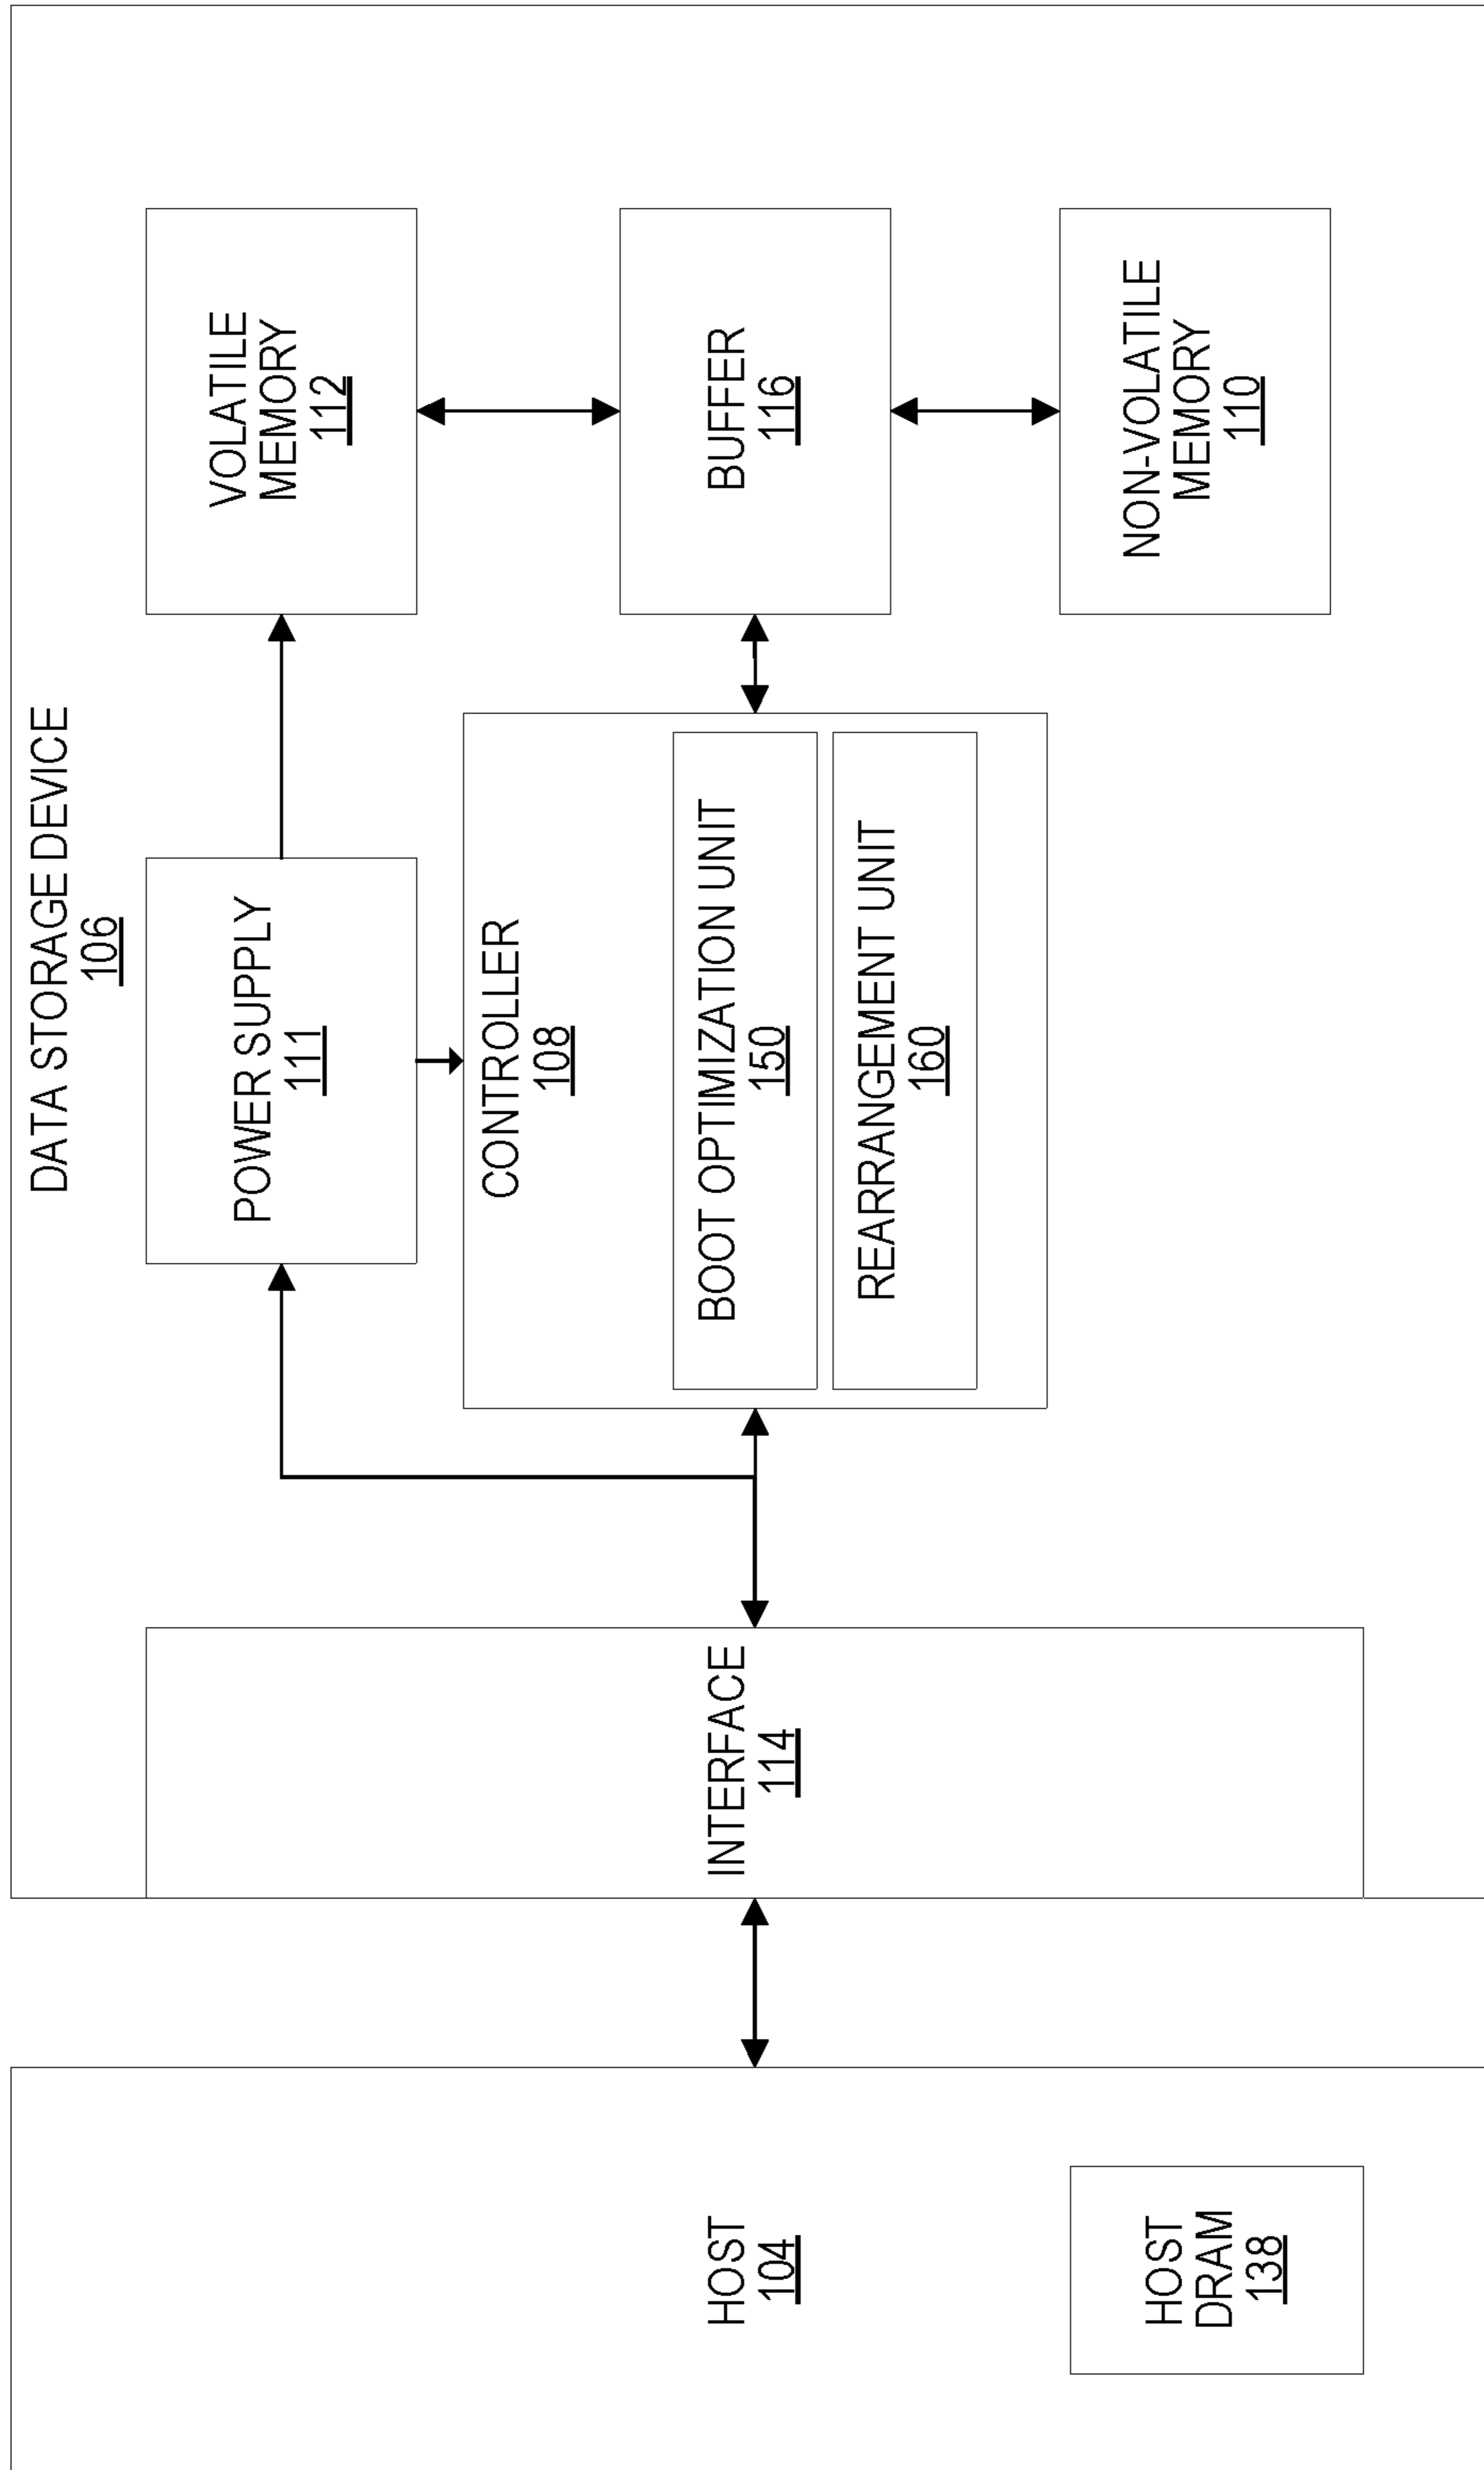 DATA STORAGE DEVICE
106
HOST
104
HOST
DRAM
138
INTERFACE
114
POWER SUPPLY
111
CONTROLLER
108
BOOT OPTIMIZATION UNIT
150
REARRANGEMENT UNIT
160
VOLATILE
MEMORY
112
BUFFER
116
NON-VOLATILE
MEMORY
110